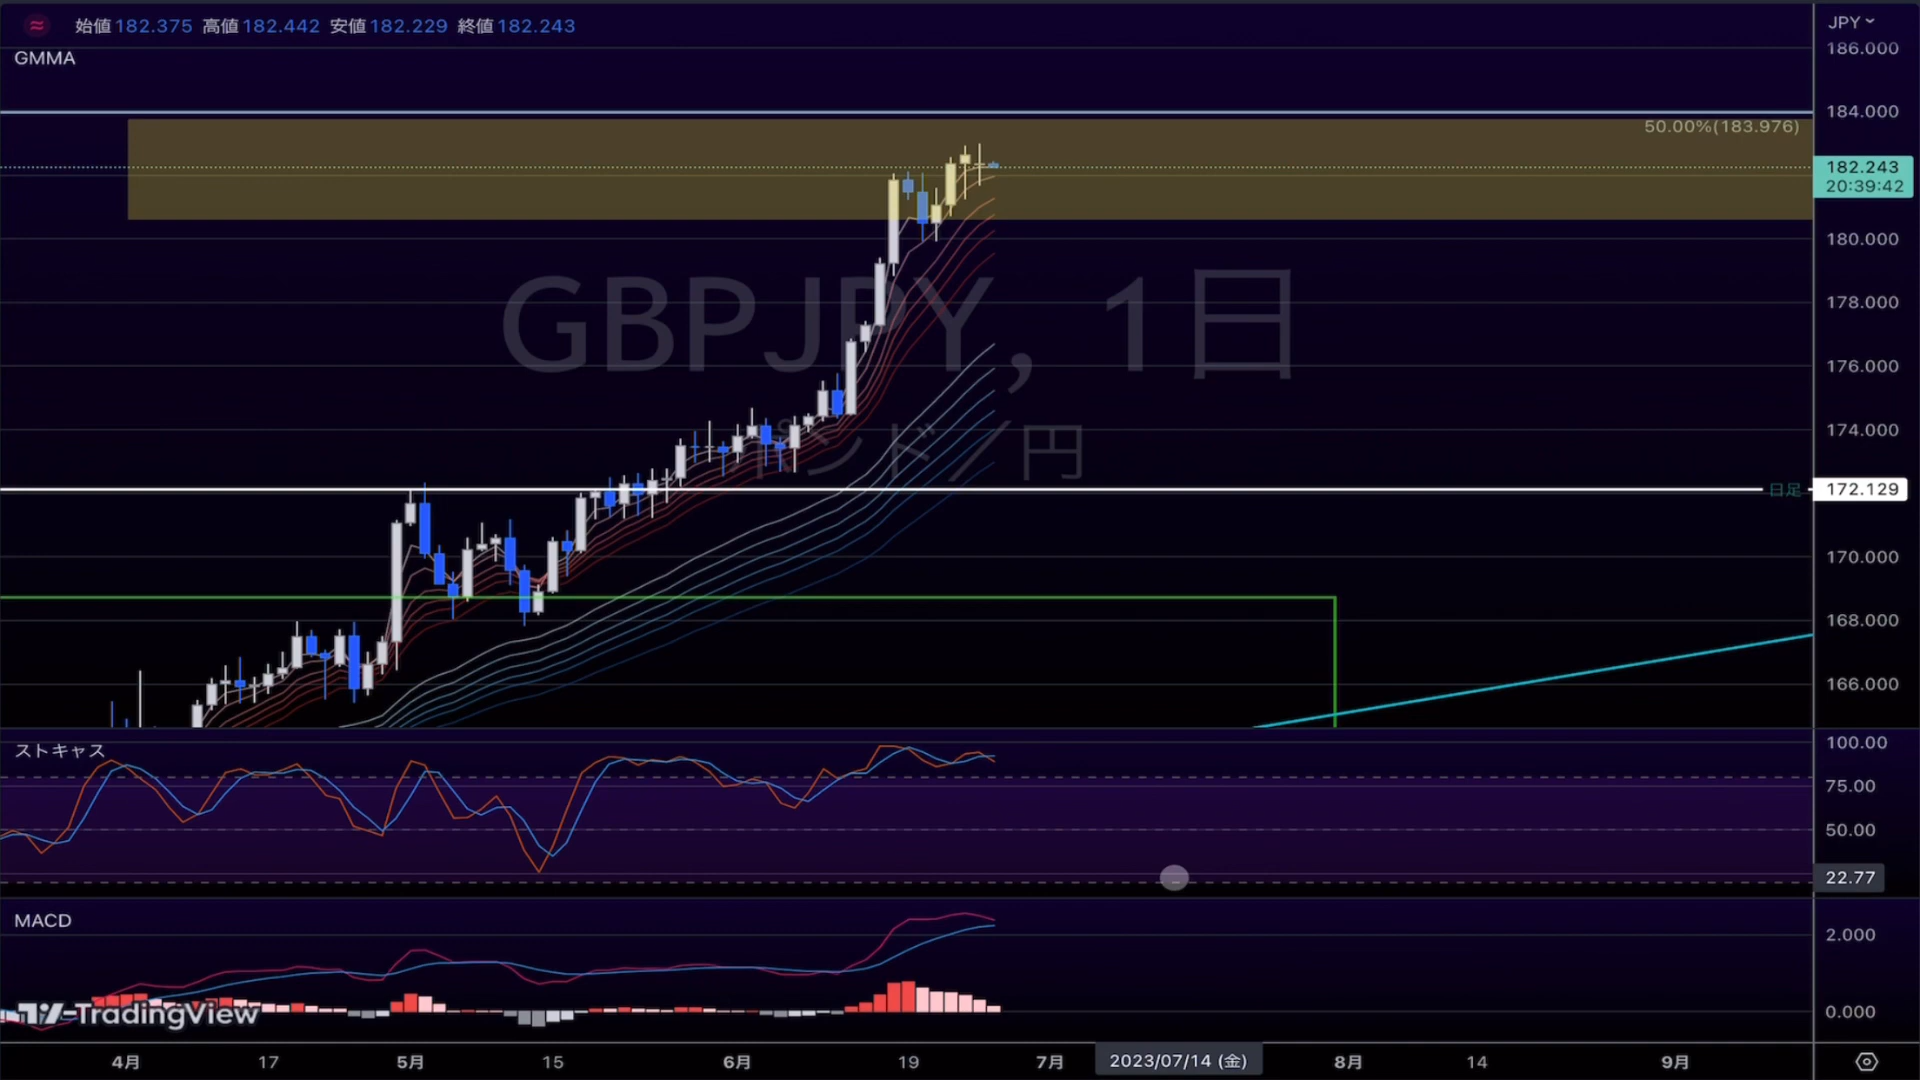 始値182.375 高値182.442 安値182.229 終値182.243
JPY
GMMA
186.000
184.000
50.00%(183.976)
182.243
20:39:42
180.000
178.000
176.000
174.000
172.129
170.000
168.000
166.000
GBPJPY, 1日
ポンド/円
日足
ストキャス
100.00
75.00
50.00
22.77
MACD
2.000
0.000
TradingView
4月 17 5月 15 6月 19 7月 2023/07/14 (金) 8月 14 9月